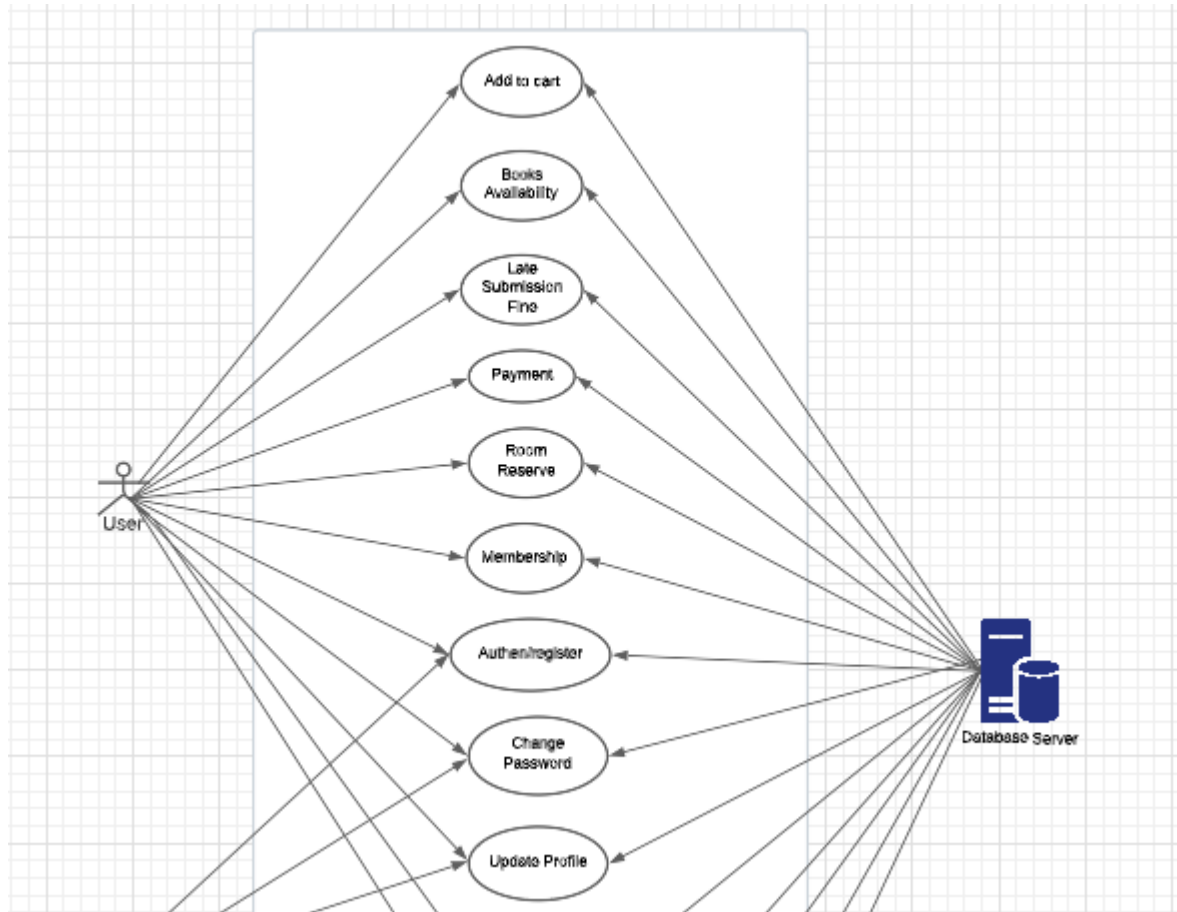 Add to cart
Books
Availability
Late
Submission
Fine
Payment
Room
Reserve
User
Membership
Authen/register
Database Server
Change
Password
Update Profile